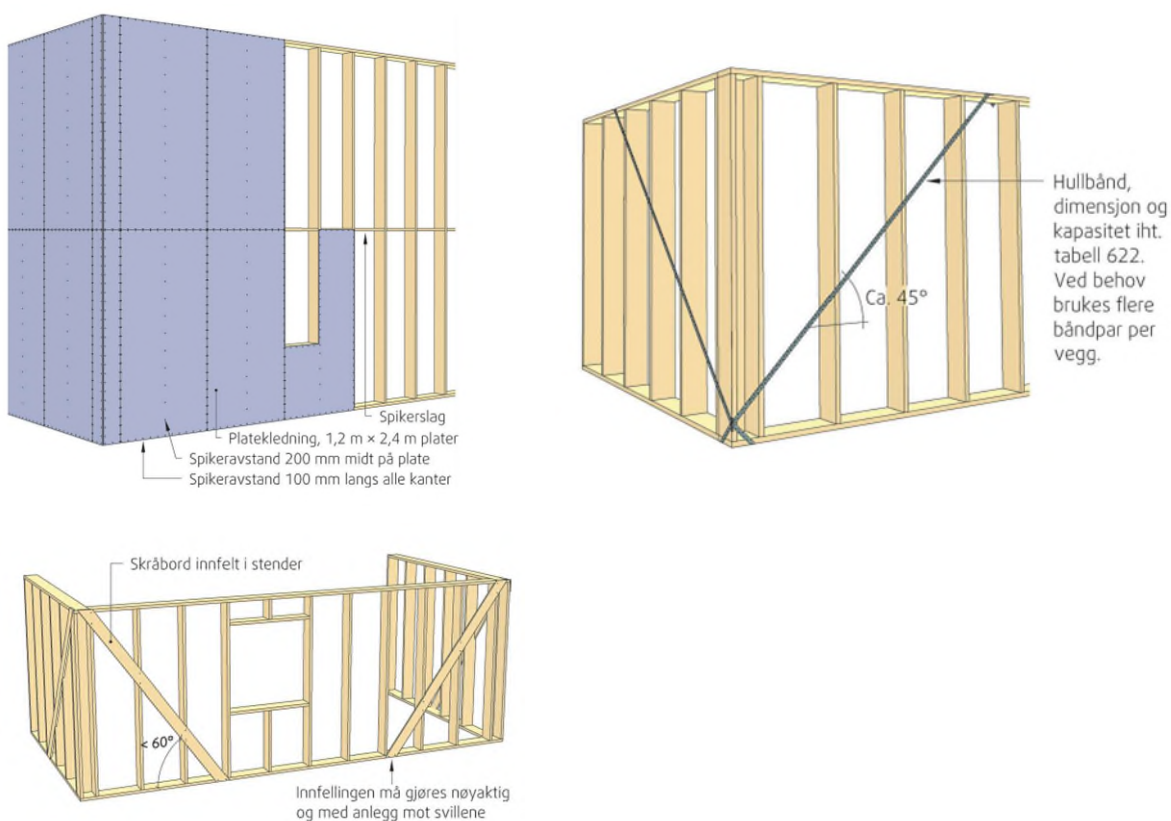 Spikerslag
Platekledning, 1,2 m × 2,4 m plater
Spikeravstand 200 mm midt på plate
Spikeravstand 100 mm langs alle kanter
Hullbånd,
dimensjon og
kapasitet iht.
tabell 622.
Ved behov
brukes flere
båndpar per
vegg.
Ca. 45°
Skråbord innfelt i stender
< 60°
Innfellingen må gjøres nøyaktig
og med anlegg mot svillene